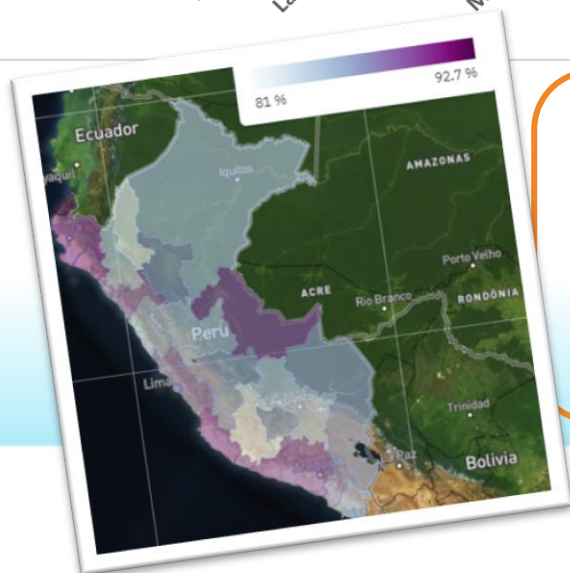 81 %
92.7 %
Ecuador
Iquitos
AMAZONAS
Porto Velho
ACRE
Rio Branco
RONDÔNIA
Peru
Lima
Trinidad
La Paz
Bolivia